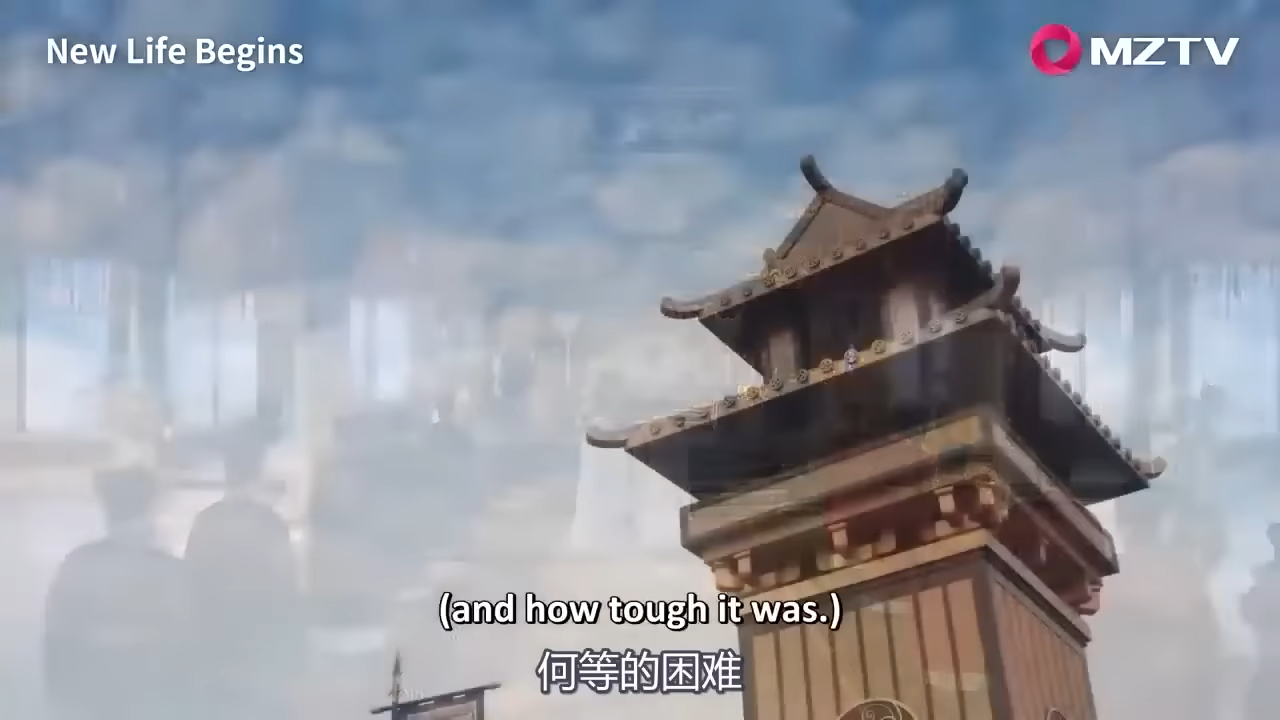 New Life Begins
MZTV
(and how tough it was.)
何等的困难